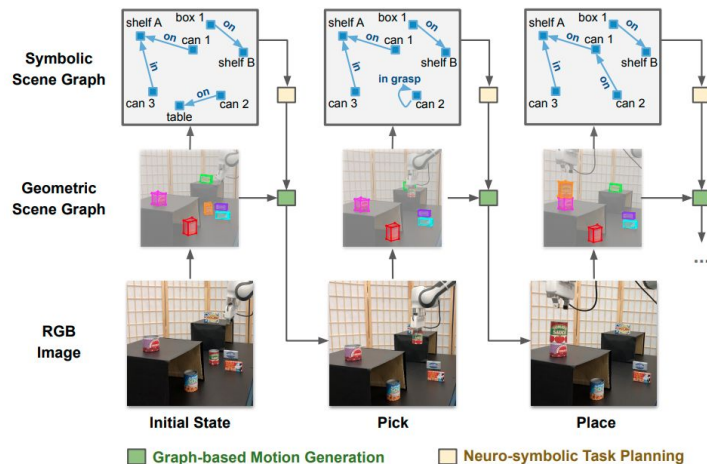 Symbolic
Scene Graph
shelf A
box 1
on
on
can 1
shelf B
in
can 3
on
table
can 2
shelf A
box 1
on
on
can 1
shelf B
in
in grasp
can 3
can 2
shelf A
box 1
on
on
can 1
shelf B
in
on
can 3
can 2
Geometric
Scene Graph
...
RGB
Image
Initial State
Pick
Place
Graph-based Motion Generation
Neuro-symbolic Task Planning